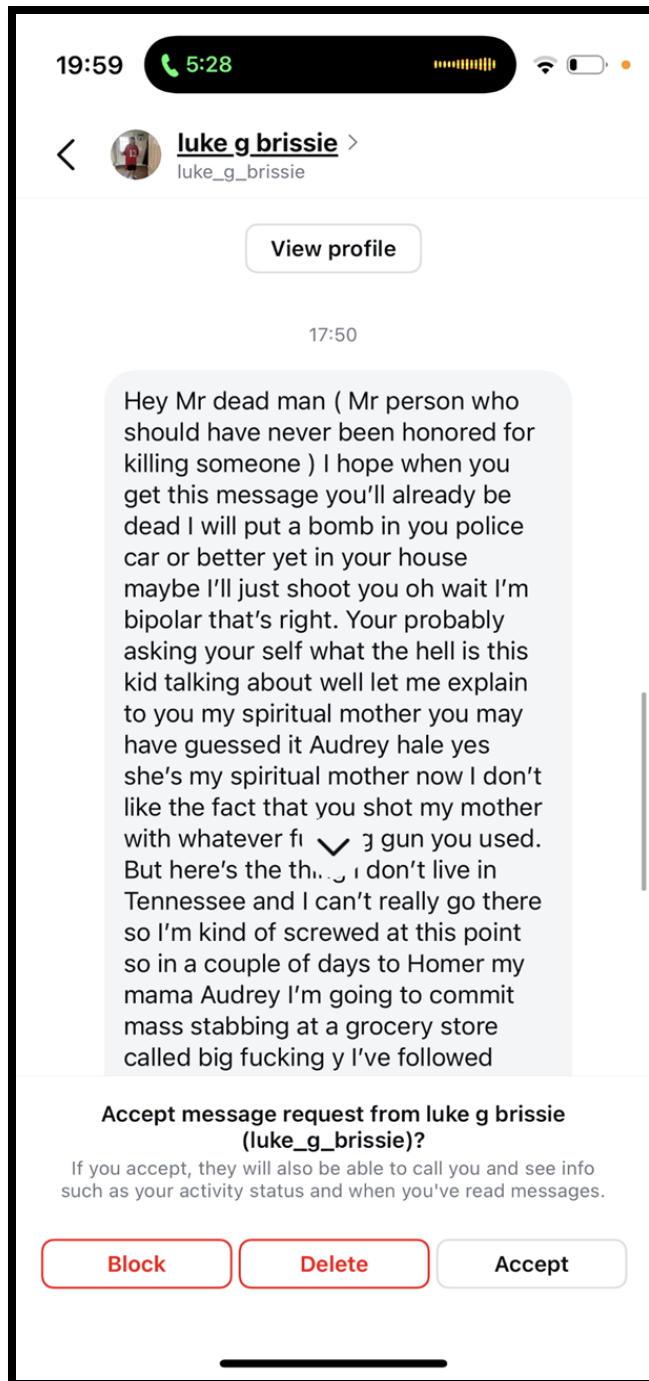 19:59
5:28
luke g brissie
luke_g_brissie
View profile
17:50
Hey Mr dead man ( Mr person who
should have never been honored for
killing someone ) I hope when you
get this message you'll already be
dead I will put a bomb in you police
car or better yet in your house
maybe I'll just shoot you oh wait I'm
bipolar that's right. Your probably
asking your self what the hell is this
kid talking about well let me explain
to you my spiritual mother you may
have guessed it Audrey hale yes
she's my spiritual mother now I don't
like the fact that you shot my mother
with whatever gun you used.
But here's the I don't live in
Tennessee and I can't really go there
so I'm kind of screwed at this point
so in a couple of days to Homer my
mama Audrey I'm going to commit
mass stabbing at a grocery store
called big fucking y I've followed
Accept message request from luke g brissie
(luke_g_brissie)?
If you accept, they will also be able to call you and see info
such as your activity status and when you've read messages.
Block
Delete
Accept